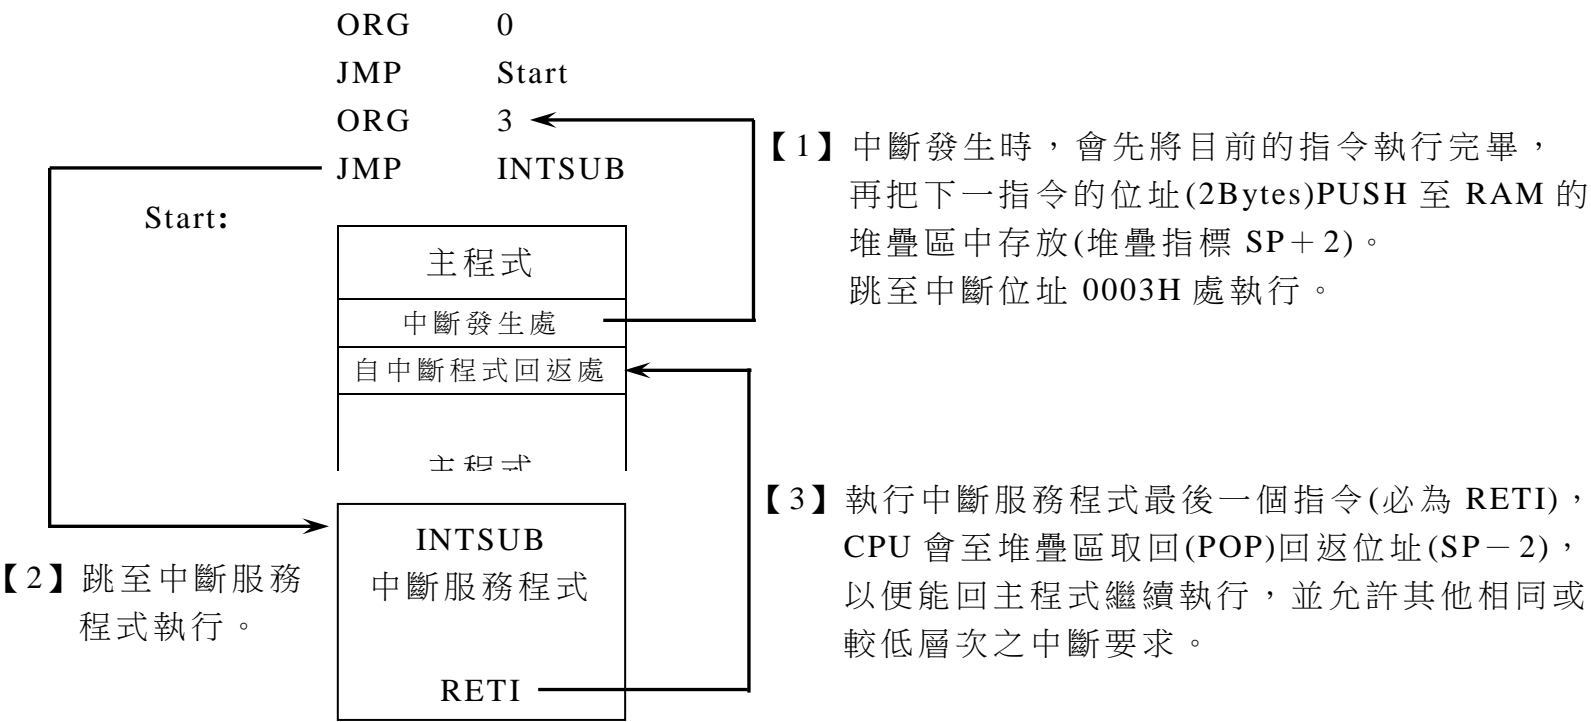 ORG 0
JMP Start
ORG 3
JMP INTSUB
Start:
主程式
中斷發生處
自中斷程式回返處
主程式
INTSUB
中斷服務程式
RETI
【1】中斷發生時，會先將目前的指令執行完畢，
再把下一指令的位址(2Bytes)PUSH 至 RAM 的
堆疊區中存放(堆疊指標 SP＋2)。
跳至中斷位址 0003H 處執行。
【2】跳至中斷服務
程式執行。
【3】執行中斷服務程式最後一個指令(必為 RETI)，
CPU 會至堆疊區取回(POP)回返位址(SP－2)，
以便能回主程式繼續執行，並允許其他相同或
較低層次之中斷要求。